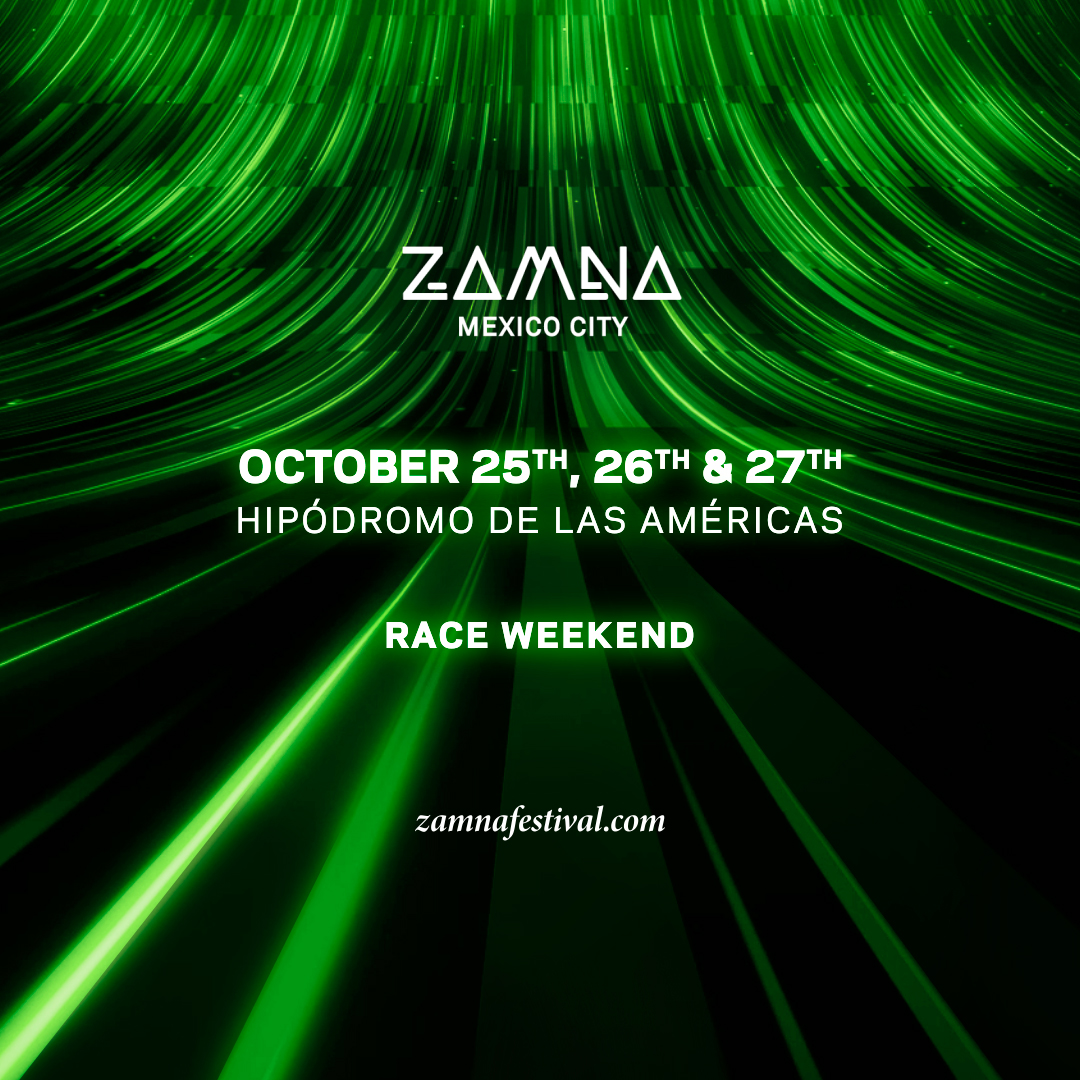 ZAMNA
MEXICO CITY
OCTOBER 25TH, 26TH & 27TH
HIPÓDROMO DE LAS AMÉRICAS
RACE WEEKEND
zamnafestival.com